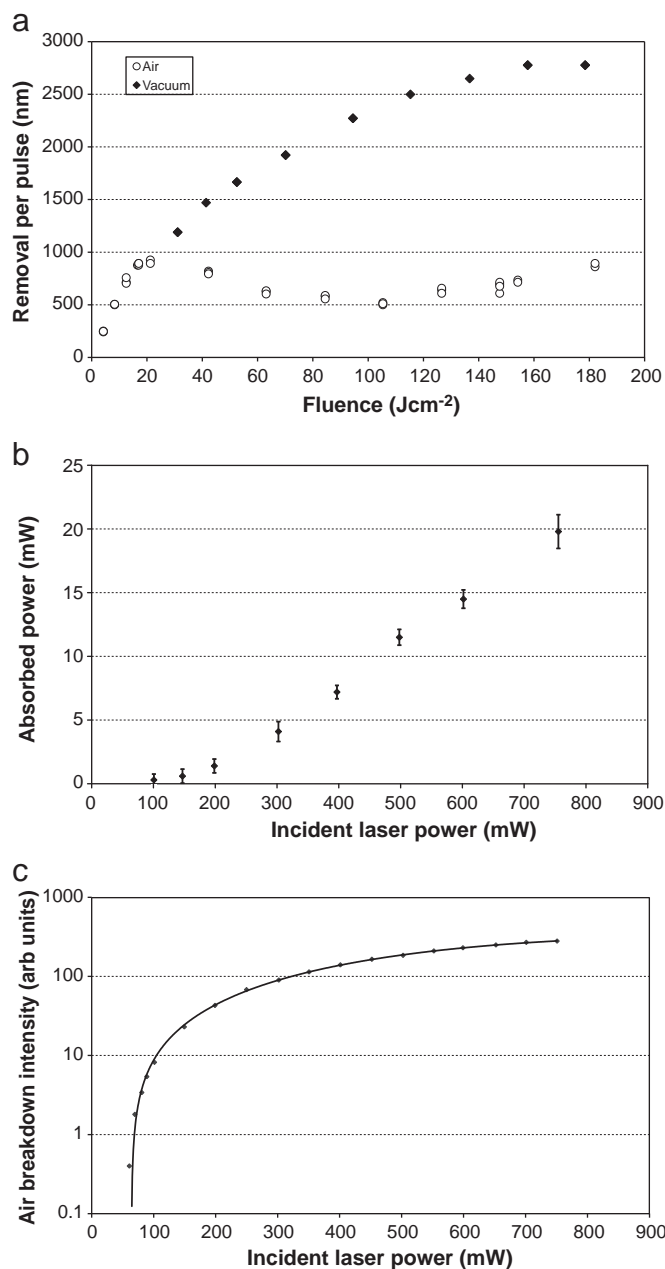 a
3000
2500
2000
1500
1000
500
0
Air
Vacuum
Removal per pulse (nm)
0 20 40 60 80 100 120 140 160 180 200
Fluence (Jcm-2)
b
25
20
15
10
5
0
Absorbed power (mW)
0 100 200 300 400 500 600 700 800 900
Incident laser power (mW)
c
1000
100
10
1
0.1
Air breakdown intensity (arb units)
0 100 200 300 400 500 600 700 800 900
Incident laser power (mW)